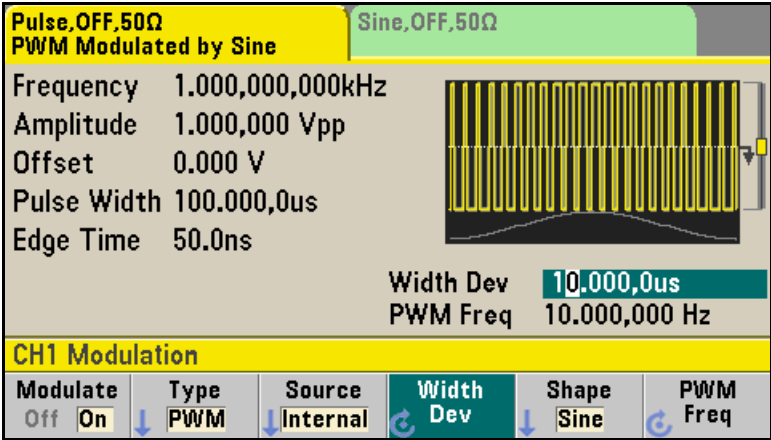 Pulse,OFF,50Ω
PWM Modulated by Sine
Sine,OFF,50Ω
Frequency 1.000,000,000kHz
Amplitude 1.000,000 Vpp
Offset 0.000 V
Pulse Width 100.000,0us
Edge Time 50.0ns
Width Dev 10.000,0us
PWM Freq 10.000,000 Hz
CH1 Modulation
Modulate Type Source Width Shape PWM
Off On PWM Internal Dev Sine Freq